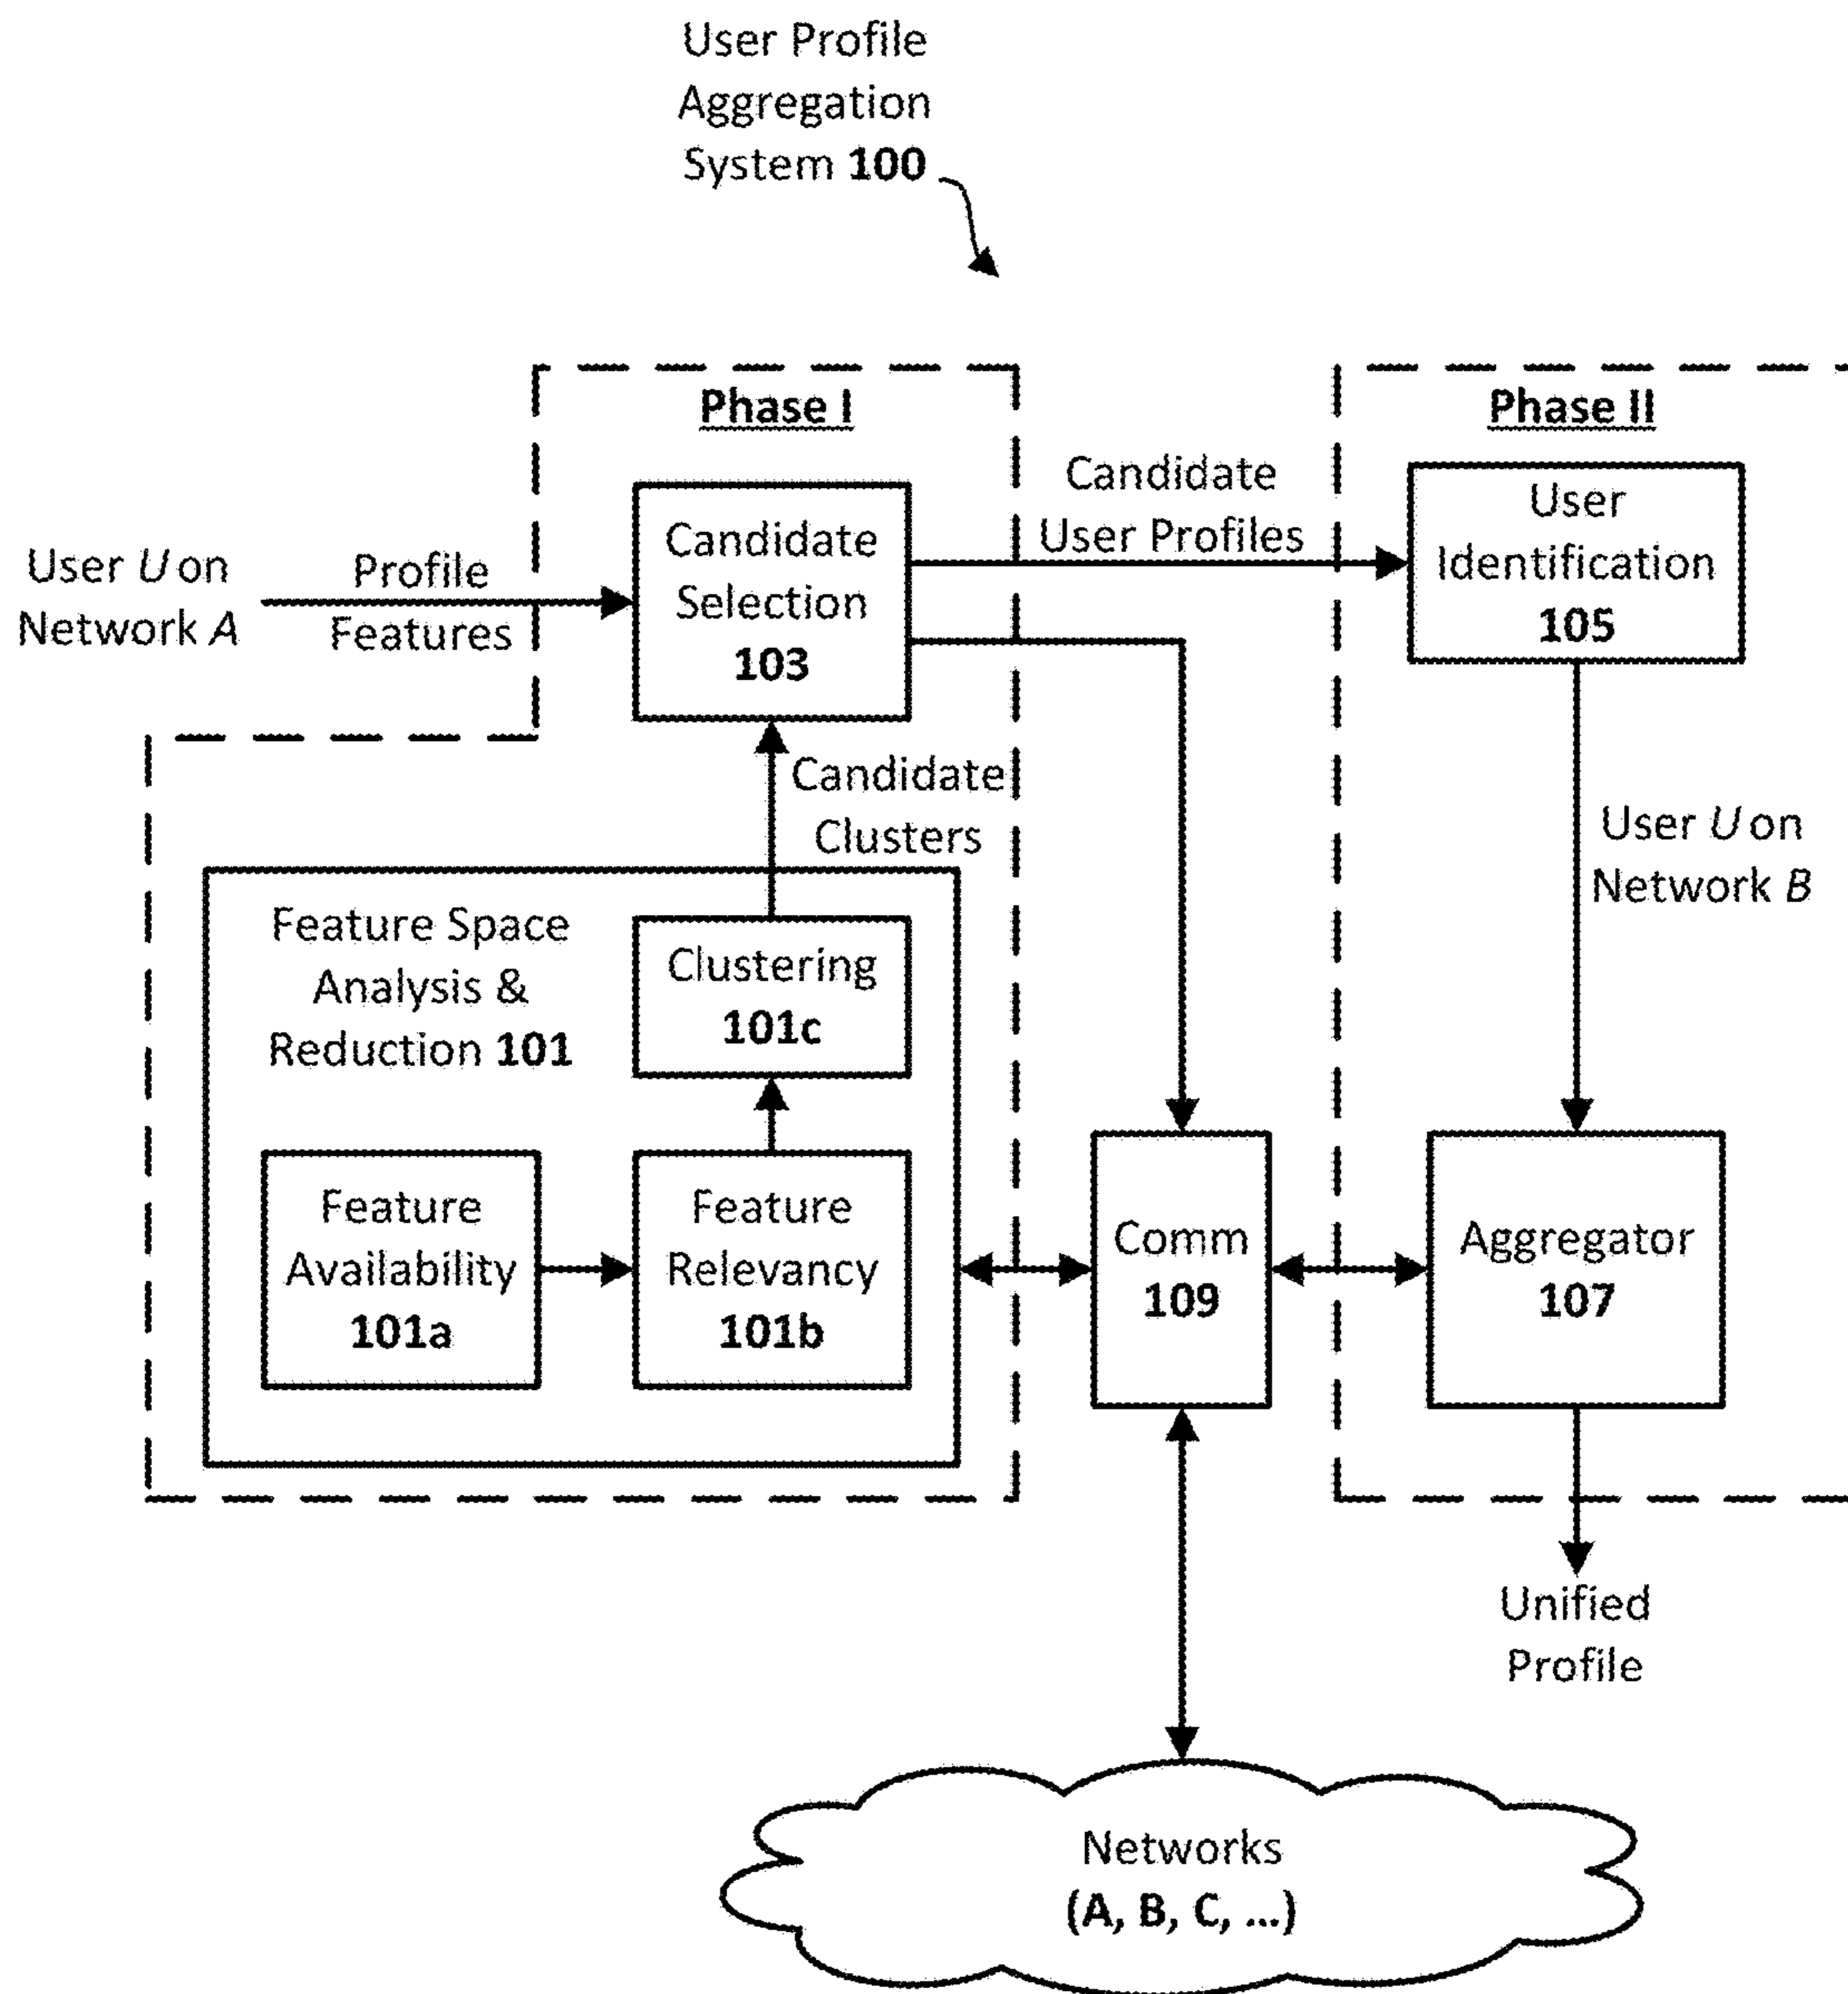 User Profile
Aggregation
System 100
Phase I
Phase II
Candidate
User Profiles
User
Identification
105
Candidate
Selection
103
User U on
Network A
Profile
Features
Candidate
Clusters
User U on
Network B
Feature Space
Analysis &
Reduction 101
Clustering
101c
Feature
Availability
101a
Feature
Relevancy
101b
Comm
109
Aggregator
107
Unified
Profile
Networks
(A, B, C, ...)